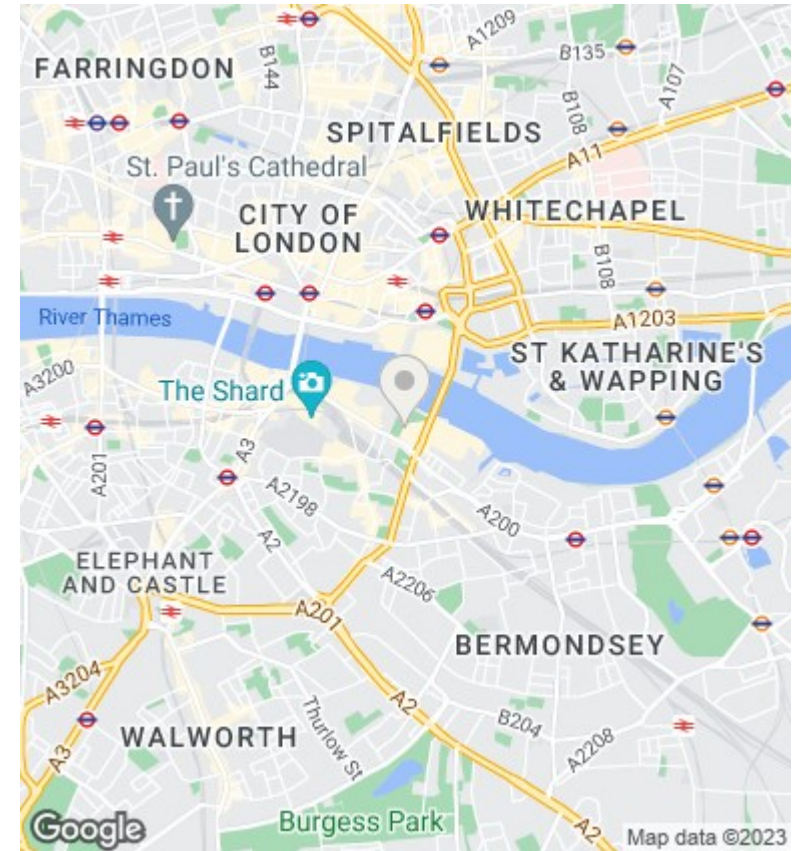 A1209
B144
B135
FARRINGDON
A107
B108
SPITALFIELDS
A11
St. Paul's Cathedral
CITY OF
LONDON
WHITECHAPEL
B108
River Thames
A1203
ST KATHARINE'S
& WAPPING
A3200
The Shard
A3
A201
A2198
A200
A2
ELEPHANT
AND CASTLE
A2206
A201
BERMONDSEY
A3204
A2
B204
A3
WALWORTH
Thurlow St
A2208
Burgess Park
A2
Google
Map data ©2023